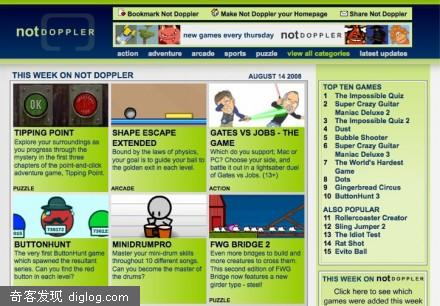 Bookmark Not Doppler
Make Not Doppler your Homepage
Share Not Doppler
notDOPPLER
new games every thursday
notDOPPLER
action adventure arcade sports puzzle view all categories latest updates
THIS WEEK ON NOT DOPPLER
AUGUST 14 2008
OK
NO
TIPPING POINT
Explore your surroundings as
you progress through the
mystery in the first three
chapters of the point-and-click
adventure game, Tipping Point.
PUZZLE
SHAPE ESCAPE
EXTENDED
Bound by the laws of physics,
your goal is to guide your ball to
the golden exit in each level.
ARCADE
GATES VS JOBS - THE
GAME
Which do you support; Mac or
PC? Choose your side, and
battle it out in a lightsaber duel
of Gates vs Jobs. (13+)
ACTION
T36172
T36115
BUTTONHUNT
The very first ButtonHunt game
which spawned the resultant
series. Can you find the red
button in each level?
PUZZLE
MINIDRUMPRO
Master your mini-drum skills
throughout 10 different songs.
Can you become the master of
the drums?
FWG BRIDGE 2
Even more bridges to build and
more creatures to cross them.
This second edition of FWG
Bridge now features a new
girder type - steel!
PUZZLE
TOP TEN GAMES
1 The Impossible Quiz
2 Super Crazy Guitar
Maniac Deluxe 2
3 The Impossible Quiz 2
4 Dust
5 Bubble Shooter
6 Super Crazy Guitar
Maniac Deluxe 3
7 The World's Hardest
Game
8 Dots
9 Gingerbread Circus
10 ButtonHunt 3
ALSO POPULAR
11 Rollercoaster Creator
12 Sling Jumper 2
13 The Idiot Test
14 Rat Shot
15 Evito Ball
THIS WEEK ON notDOPPLER
Click here to see which
games were added this week
奇客发现 diglog.com